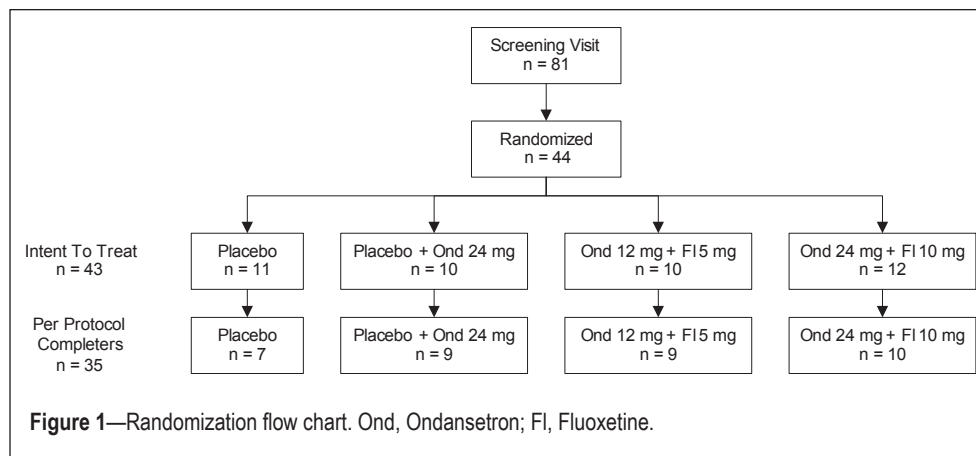 Screening Visit
n = 81
Randomized
n = 44
Intent To Treat
n = 43
Placebo
n = 11
Placebo + Ond 24 mg
n = 10
Ond 12 mg + Fl 5 mg
n = 10
Ond 24 mg + Fl 10 mg
n = 12
Per Protocol
Completers
n = 35
Placebo
n = 7
Placebo + Ond 24 mg
n = 9
Ond 12 mg + Fl 5 mg
n = 9
Ond 24 mg + Fl 10 mg
n = 10
Figure 1—Randomization flow chart. Ond, Ondansetron; Fl, Fluoxetine.